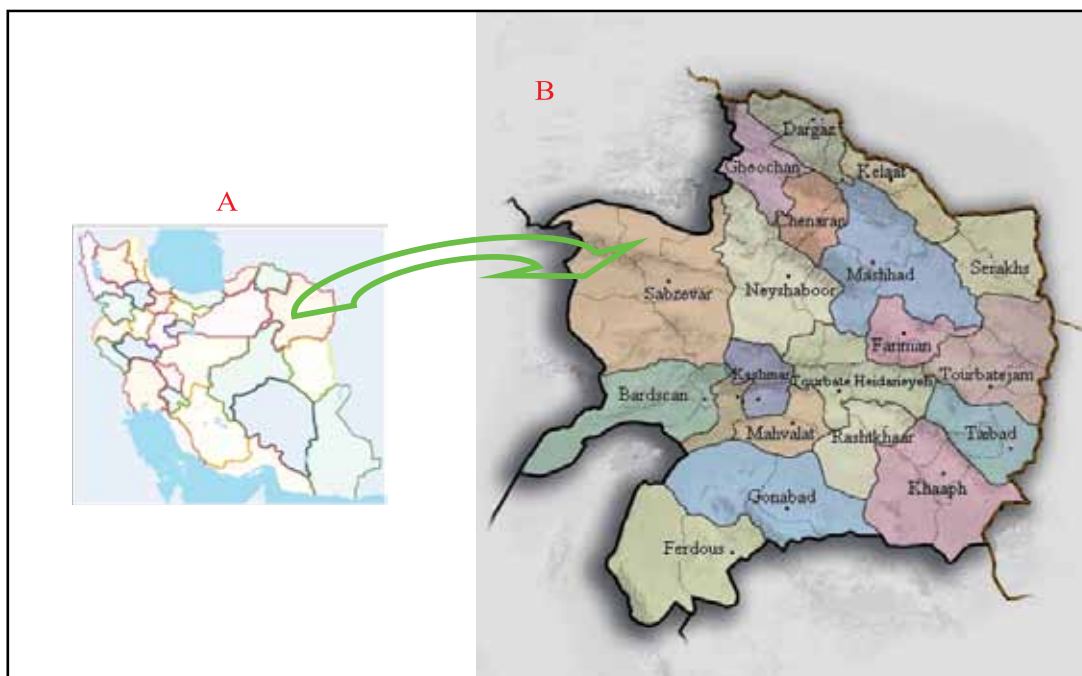 A
B
Dargaz
Ghoochan
Kelaat
Chenaran
Serakhs
Mashhad
Sabzevar
Neyshaboor
Fariman
Kashmar
Tourbate Heidarieyeh
Tourbatejam
Bardscan
Mahvalat
Rashtkhaar
Taibad
Khaaph
Gonabad
Ferdous